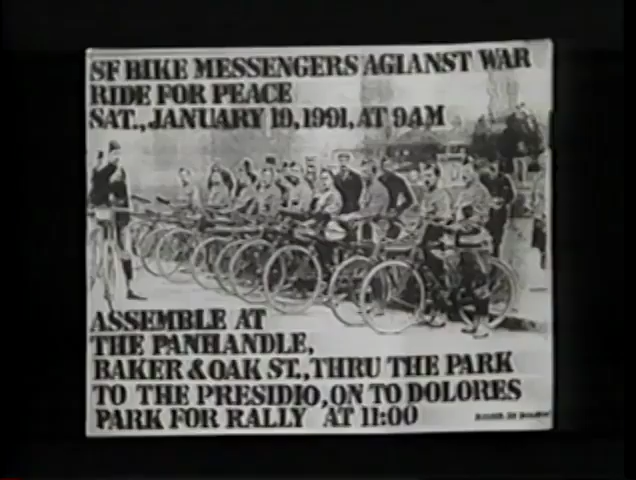 SF BIKE MESSENGERS AGIANST WAR
RIDE FOR PEACE
SAT., JANUARY 19, 1991, AT 9AM
ASSEMBLE AT
THE PANHANDLE,
BAKER & OAK ST., THRU THE PARK
TO THE PRESIDIO, ON TO DOLORES
PARK FOR RALLY AT 11:00